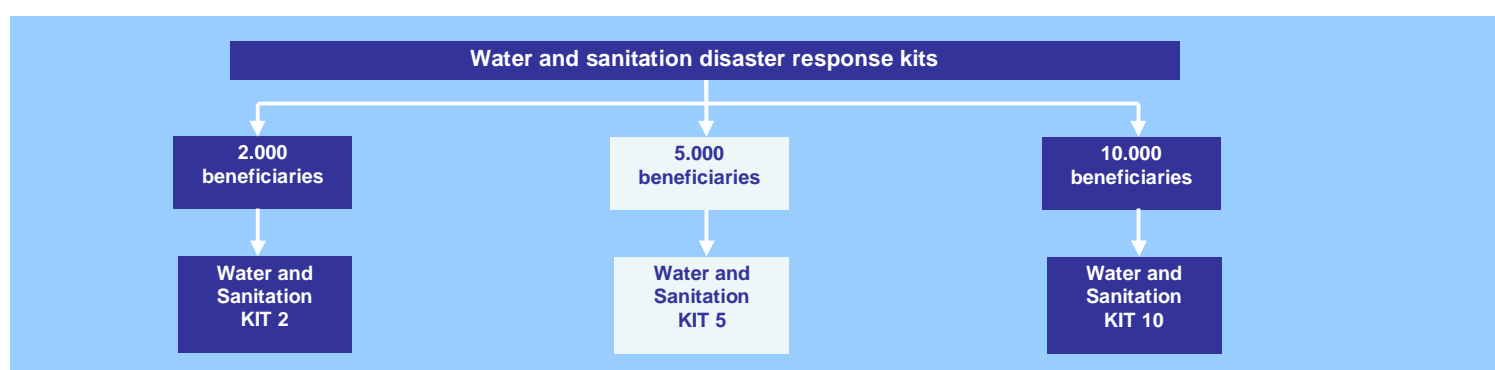 Water and sanitation disaster response kits
2.000
beneficiaries
5.000
beneficiaries
10.000
beneficiaries
Water and
Sanitation
KIT 2
Water and
Sanitation
KIT 5
Water and
Sanitation
KIT 10